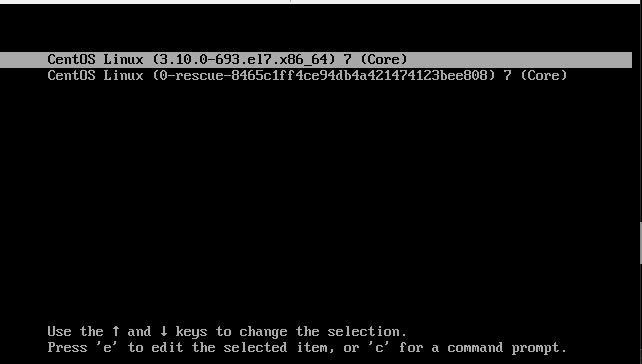 CentOS Linux (3.10.0-693.el7.x86_64) 7 (Core)
CentOS Linux (0-rescue-8465c1ff4ce94db4a421474123bee808) 7 (Core)
Use the ↑ and ↓ keys to change the selection.
Press 'e' to edit the selected item, or 'c' for a command prompt.